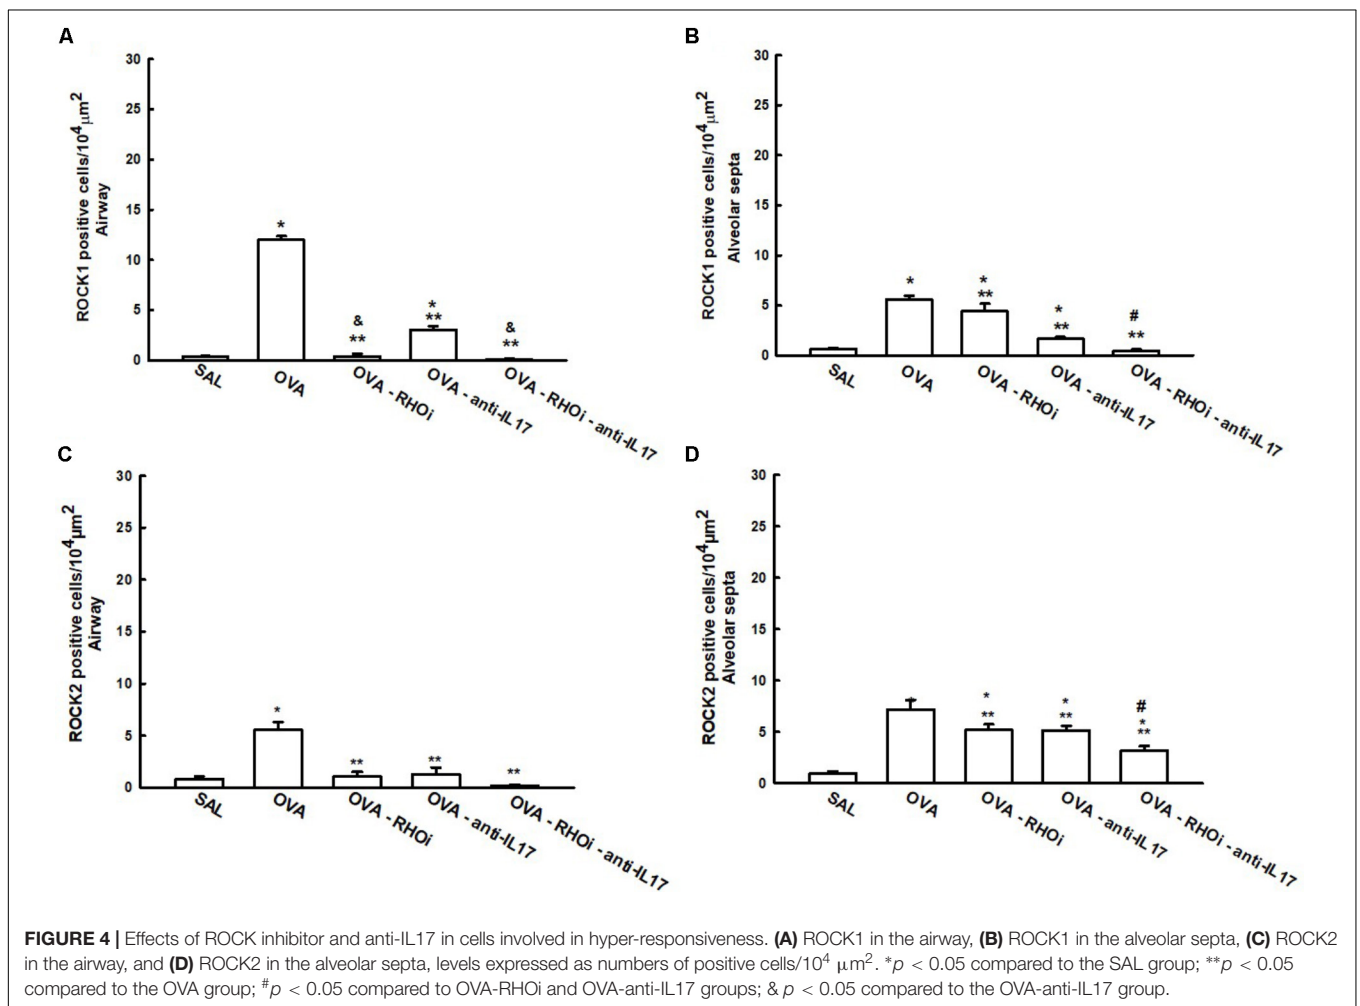 A
ROCK1 positive cells/10⁴µm²
Airway
30
25
20
15
10
5
0
*
&
**
*
**
&
**
SAL
OVA
OVA - RHOi
OVA - anti-IL17
OVA - RHOi - anti-IL17
B
ROCK1 positive cells/10⁴µm²
Alveolar septa
30
25
20
15
10
5
0
*
*
**
*
**
#
**
SAL
OVA
OVA - RHOi
OVA - anti-IL17
OVA - RHOi - anti-IL17
C
ROCK2 positive cells/10⁴µm²
Airway
30
25
20
15
10
5
0
*
**
**
**
SAL
OVA
OVA - RHOi
OVA - anti-IL17
OVA - RHOi - anti-IL17
D
ROCK2 positive cells/10⁴µm²
Alveolar septa
30
25
20
15
10
5
0
*
*
**
*
**
#
*
**
SAL
OVA
OVA - RHOi
OVA - anti-IL17
OVA - RHOi - anti-IL17
FIGURE 4 | Effects of ROCK inhibitor and anti-IL17 in cells involved in hyper-responsiveness. (A) ROCK1 in the airway, (B) ROCK1 in the alveolar septa, (C) ROCK2
in the airway, and (D) ROCK2 in the alveolar septa, levels expressed as numbers of positive cells/10⁴ µm². *p < 0.05 compared to the SAL group; **p < 0.05
compared to the OVA group; #p < 0.05 compared to OVA-RHOi and OVA-anti-IL17 groups; & p < 0.05 compared to the OVA-anti-IL17 group.